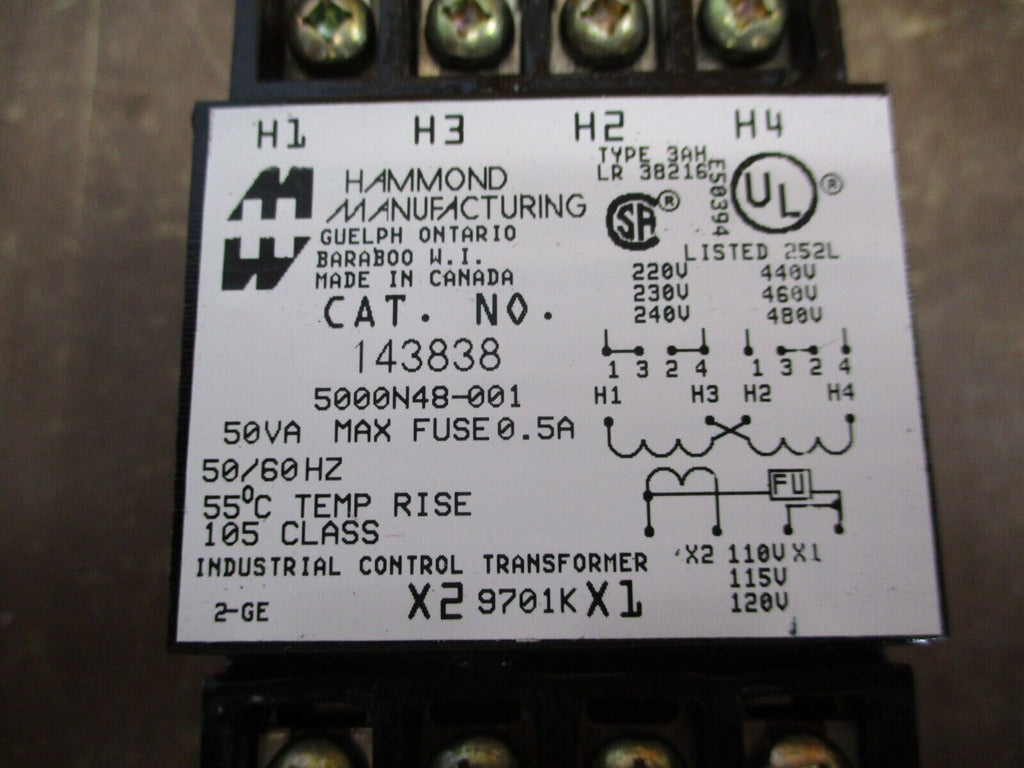 H1 H3 H2 H4
HAMMOND
MANUFACTURING
GUELPH ONTARIO
BARABOO W.I.
MADE IN CANADA
CAT. NO.
143838
5000N48-001
50VA MAX FUSE 0.5A
50/60 HZ
55°C TEMP RISE
105 CLASS
INDUSTRIAL CONTROL TRANSFORMER
2-GE
X2 9701K X1
TYPE 3AH
LR 38216
E50394
SA ®
UL ®
LISTED 252L
220V 440V
230V 460V
240V 480V
1 3 2 4 1 3 2 4
H1 H3 H2 H4
FU
X2 110V X1
115V
120V